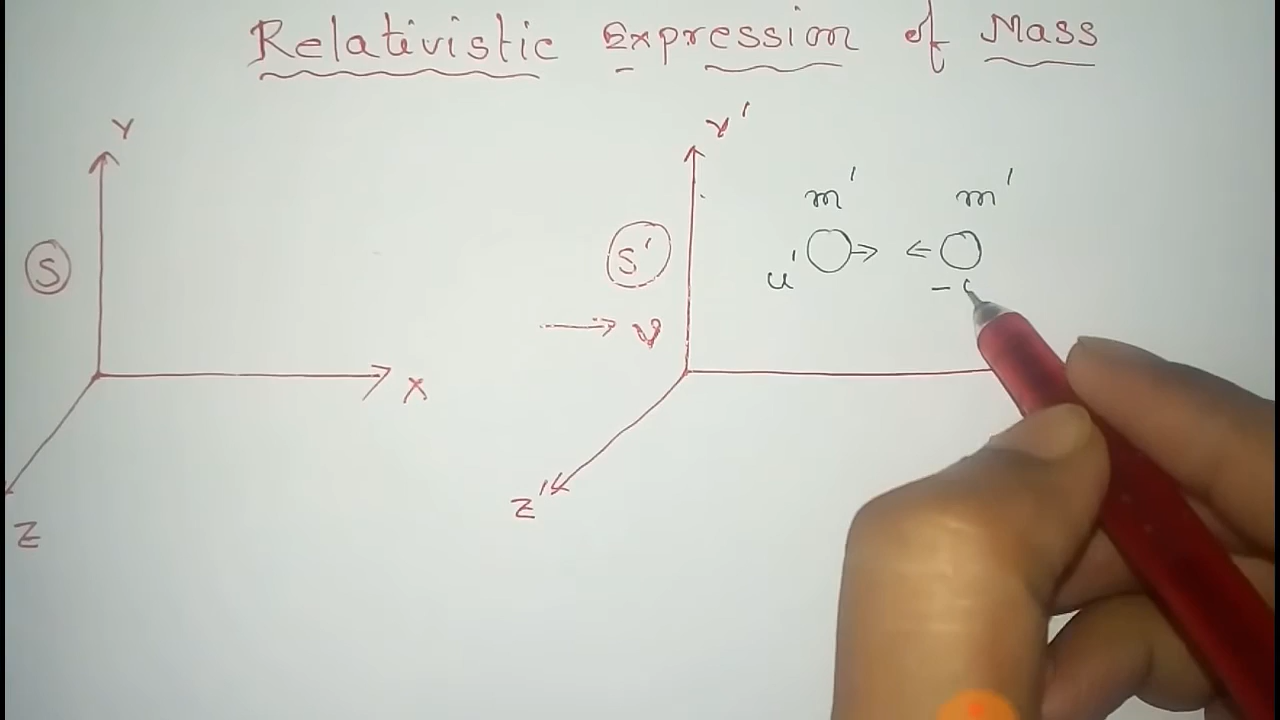 Relativistic Expression of Mass
Y
Y'
m' m'
S
S'
u'
-
→ v
X
Z'
Z